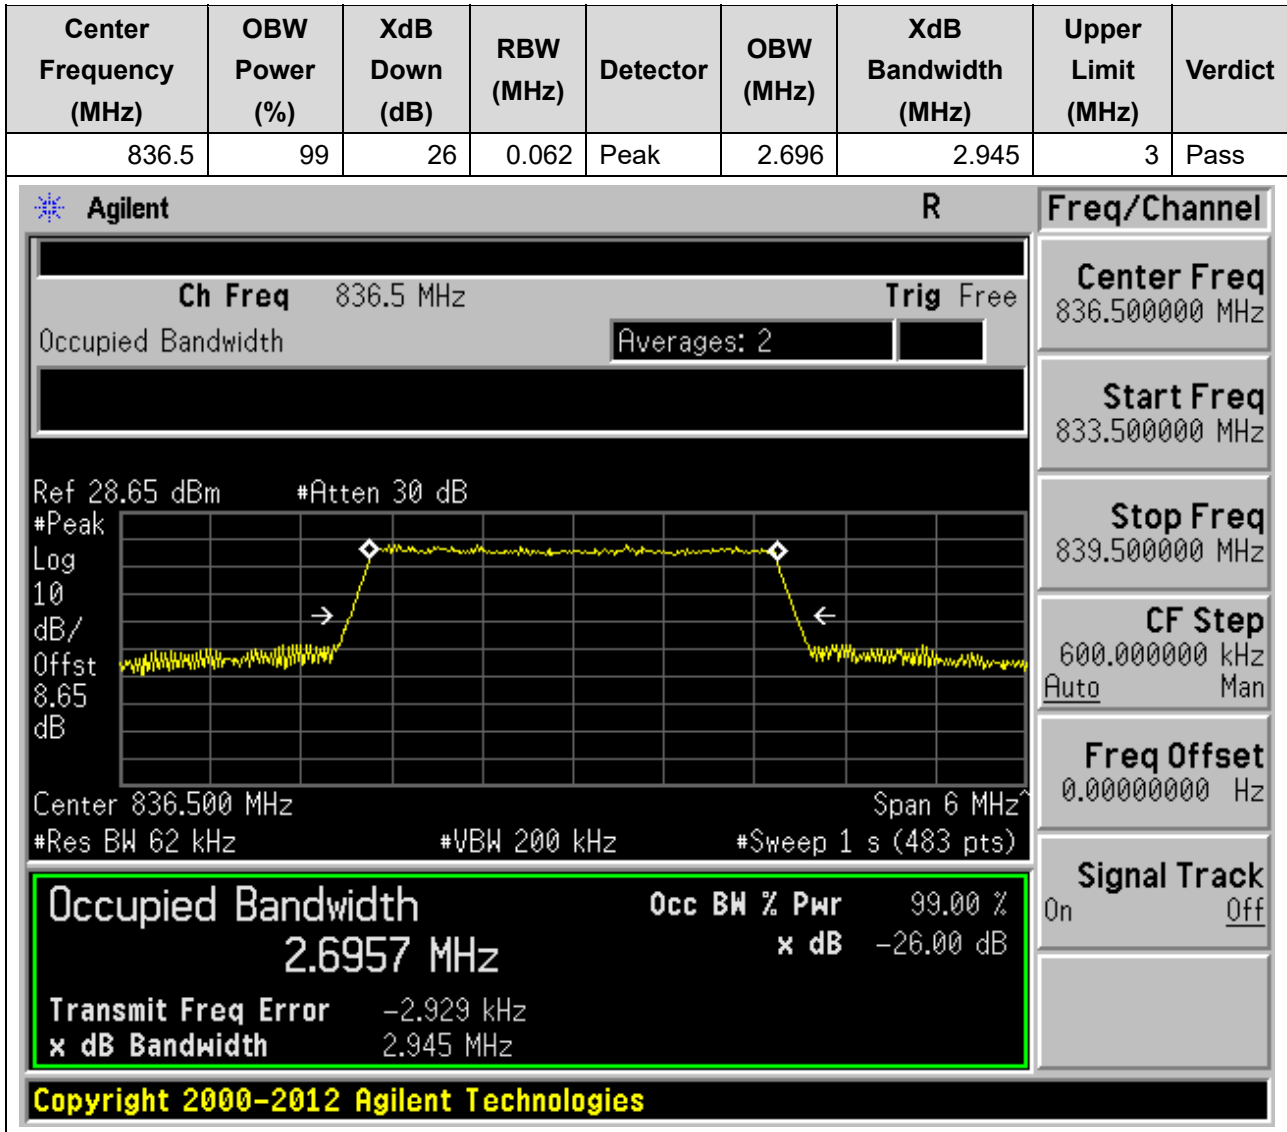 Center Frequency (MHz) OBW Power (%) XdB Down (dB) RBW (MHz) Detector OBW (MHz) XdB Bandwidth (MHz) Upper Limit (MHz) Verdict
836.5 99 26 0.062 Peak 2.696 2.945 3 Pass
Agilent R
Ch Freq 836.5 MHz Trig Free
Occupied Bandwidth Averages: 2
Ref 28.65 dBm #Atten 30 dB
#Peak
Log
10
dB/
Offst
8.65
dB
Center 836.500 MHz Span 6 MHz^
#Res BW 62 kHz #VBW 200 kHz #Sweep 1 s (483 pts)
Occupied Bandwidth Occ BW % Pwr 99.00 %
2.6957 MHz x dB -26.00 dB
Transmit Freq Error -2.929 kHz
x dB Bandwidth 2.945 MHz
Freq/Channel
Center Freq
836.500000 MHz
Start Freq
833.500000 MHz
Stop Freq
839.500000 MHz
CF Step
600.000000 kHz
Auto Man
Freq Offset
0.00000000 Hz
Signal Track
On Off
Copyright 2000-2012 Agilent Technologies